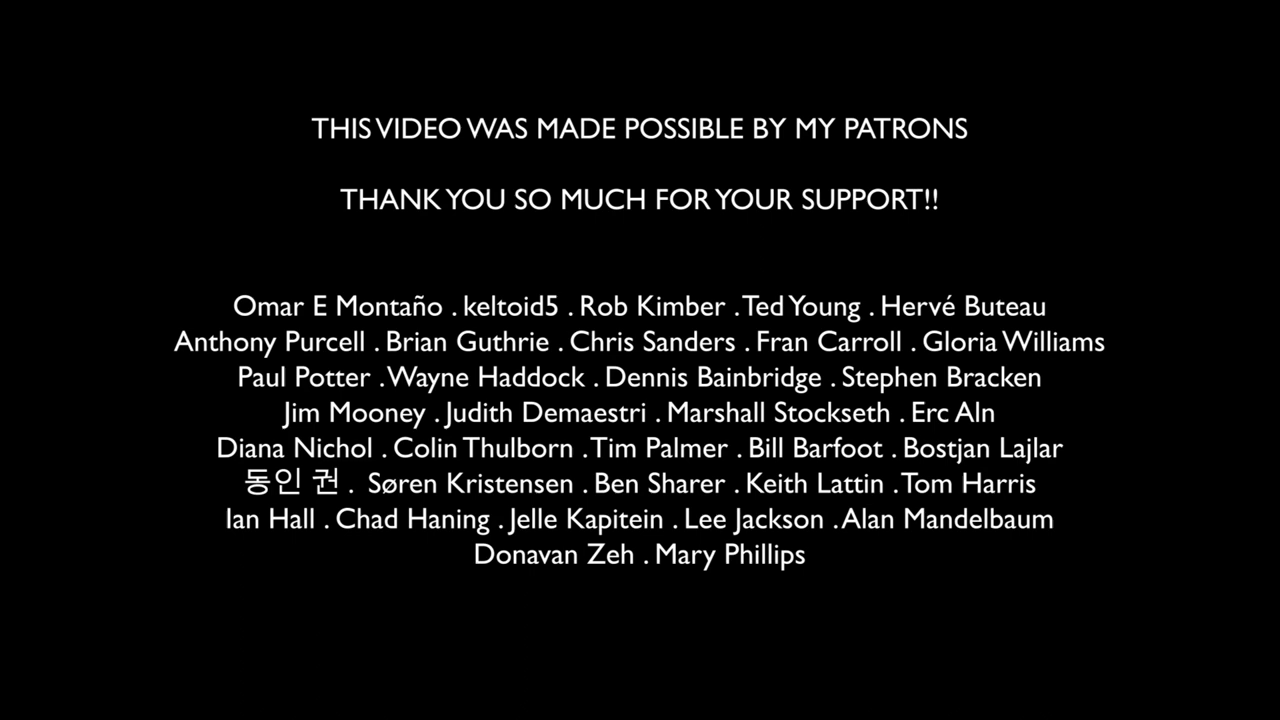 THIS VIDEO WAS MADE POSSIBLE BY MY PATRONS
THANK YOU SO MUCH FOR YOUR SUPPORT!!
Omar E Montaño . keltoid5 . Rob Kimber . Ted Young . Hervé Buteau
Anthony Purcell . Brian Guthrie . Chris Sanders . Fran Carroll . Gloria Williams
Paul Potter . Wayne Haddock . Dennis Bainbridge . Stephen Bracken
Jim Mooney . Judith Demaestri . Marshall Stockseth . Erc Aln
Diana Nichol . Colin Thulborn . Tim Palmer . Bill Barfoot . Bostjan Lajlar
동인 권 . Søren Kristensen . Ben Sharer . Keith Lattin . Tom Harris
Ian Hall . Chad Haning . Jelle Kapitein . Lee Jackson . Alan Mandelbaum
Donavan Zeh . Mary Phillips